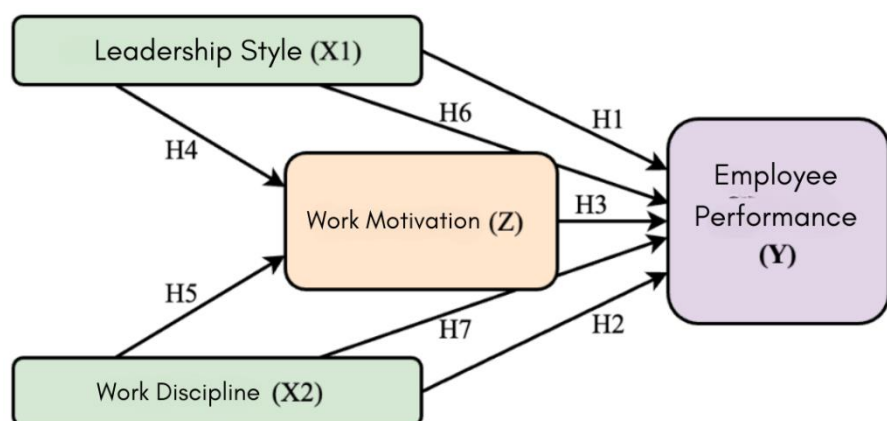 Leadership Style (X1)
H6
H1
H4
Employee
Performance
(Y)
H3
Work Motivation (Z)
H5
H7
H2
Work Discipline (X2)